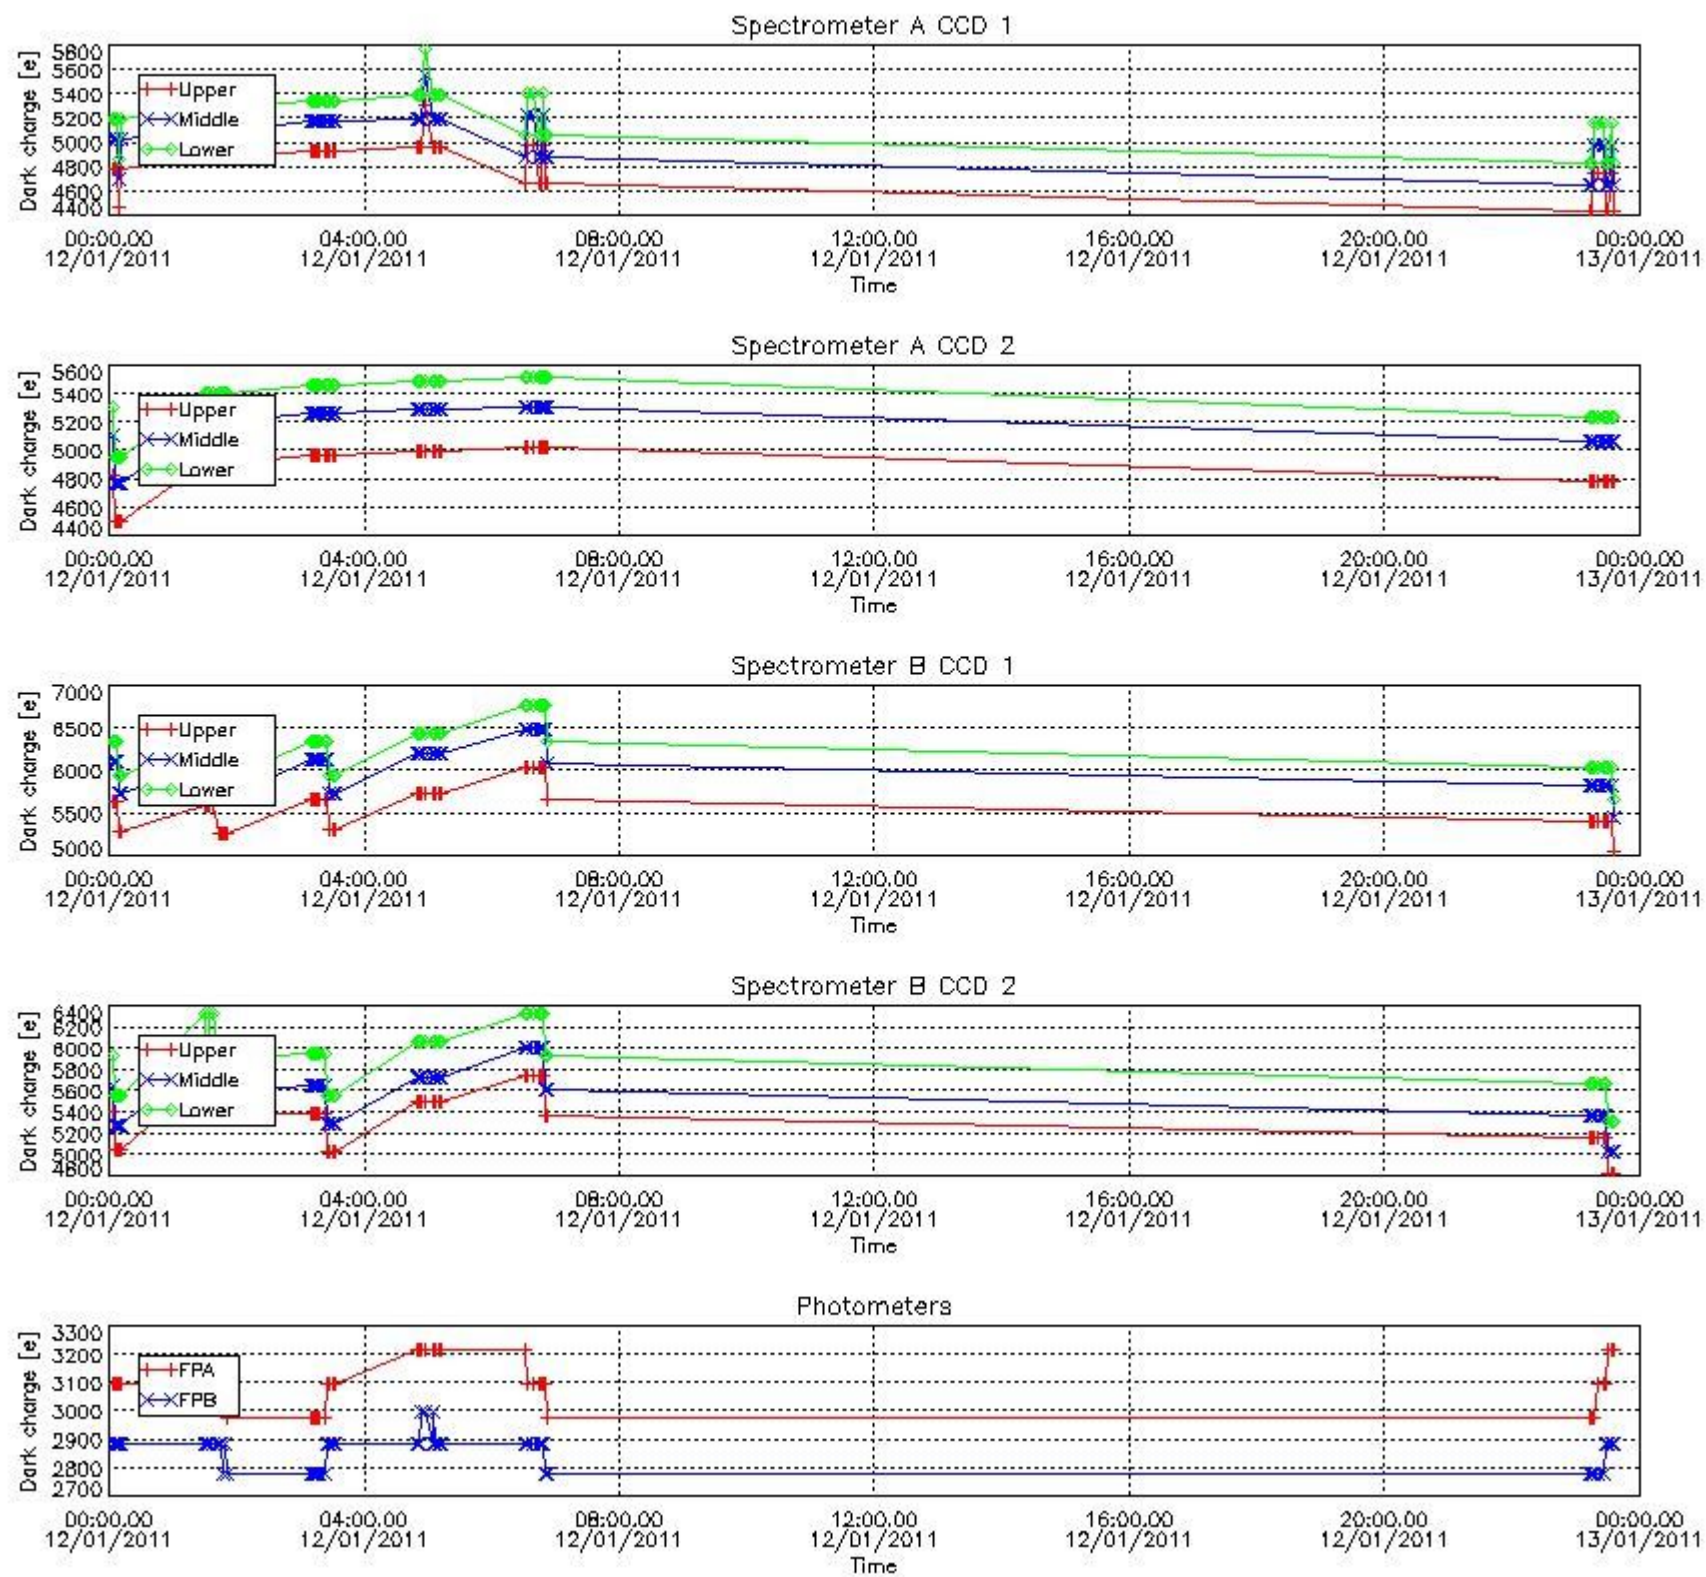 Spectrometer A CCD 1
Dark charge [e]
5800
5600
5400
5200
5000
4800
4600
4400
Upper
Middle
Lower
00:00.00 04:00.00 08:00.00 12:00.00 16:00.00 20:00.00 00:00.00
12/01/2011 12/01/2011 12/01/2011 12/01/2011 12/01/2011 12/01/2011 13/01/2011
Time
Spectrometer A CCD 2
Dark charge [e]
5600
5400
5200
5000
4800
4600
4400
Upper
Middle
Lower
00:00.00 04:00.00 08:00.00 12:00.00 16:00.00 20:00.00 00:00.00
12/01/2011 12/01/2011 12/01/2011 12/01/2011 12/01/2011 12/01/2011 13/01/2011
Time
Spectrometer B CCD 1
Dark charge [e]
7000
6500
6000
5500
5000
Upper
Middle
Lower
00:00.00 04:00.00 08:00.00 12:00.00 16:00.00 20:00.00 00:00.00
12/01/2011 12/01/2011 12/01/2011 12/01/2011 12/01/2011 12/01/2011 13/01/2011
Time
Spectrometer B CCD 2
Dark charge [e]
6400
6200
6000
5800
5600
5400
5200
5000
4800
Upper
Middle
Lower
00:00.00 04:00.00 08:00.00 12:00.00 16:00.00 20:00.00 00:00.00
12/01/2011 12/01/2011 12/01/2011 12/01/2011 12/01/2011 12/01/2011 13/01/2011
Time
Photometers
Dark charge [e]
3300
3200
3100
3000
2900
2800
2700
FPA
FPB
00:00.00 04:00.00 08:00.00 12:00.00 16:00.00 20:00.00 00:00.00
12/01/2011 12/01/2011 12/01/2011 12/01/2011 12/01/2011 12/01/2011 13/01/2011
Time